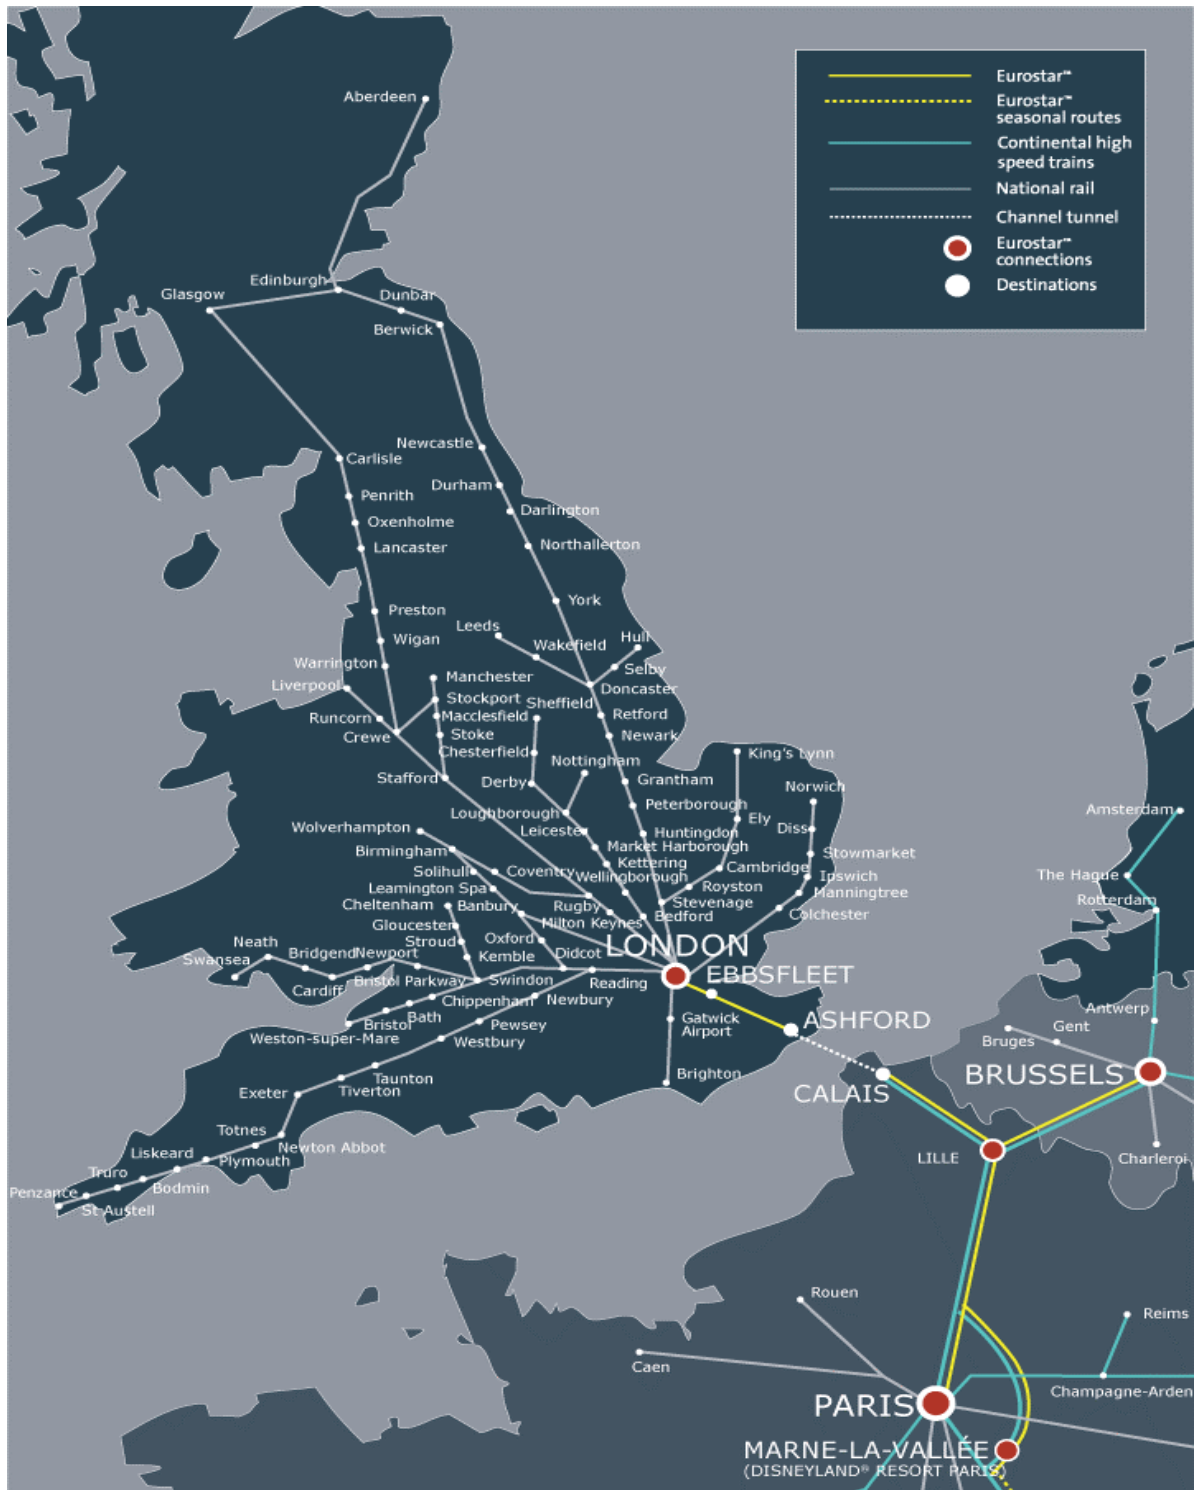 Eurostar™
Eurostar™
seasonal routes
Continental high
speed trains
National rail
Channel tunnel
Eurostar™
connections
Destinations
Aberdeen
Edinburgh
Glasgow
Dunbar
Berwick
Newcastle
Carlisle
Durham
Penrith
Darlington
Oxenholme
Northallerton
Lancaster
York
Preston
Leeds
Wigan
Wakefield
Hull
Warrington
Selby
Manchester
Liverpool
Doncaster
Stockport
Sheffield
Runcorn
Macclesfield
Retford
Crewe
Stoke
Newark
Chesterfield
King's Lynn
Nottingham
Stafford
Derby
Grantham
Norwich
Peterborough
Amsterdam
Loughborough
Ely
Wolverhampton
Leicester
Huntingdon
Diss
Birmingham
Market Harborough
Stowmarket
Solihull
Coventry
Kettering
Cambridge
Wellingborough
Ipswich
The Hague
Leamington Spa
Royston
Manningtree
Cheltenham
Banbury
Rugby
Stevenage
Rotterdam
Milton Keynes
Bedford
Colchester
Gloucester
Stroud
Oxford
LONDON
Neath
Bridgend
Newport
Kemble
Didcot
Swansea
Cardiff
Bristol Parkway
Swindon
Reading
EBBSFLEET
Chippenham
Newbury
Bath
Bristol
Pewsey
Gatwick
Airport
ASHFORD
Antwerp
Gent
Bruges
Weston-super-Mare
Westbury
Brighton
BRUSSELS
Taunton
Tiverton
Exeter
CALAIS
Totnes
Newton Abbot
LILLE
Charleroi
Liskeard
Plymouth
Truro
Bodmin
Penzance
St Austell
Rouen
Reims
Caen
Champagne-Arden
PARIS
MARNE-LA-VALLÉE
(DISNEYLAND® RESORT PARIS)